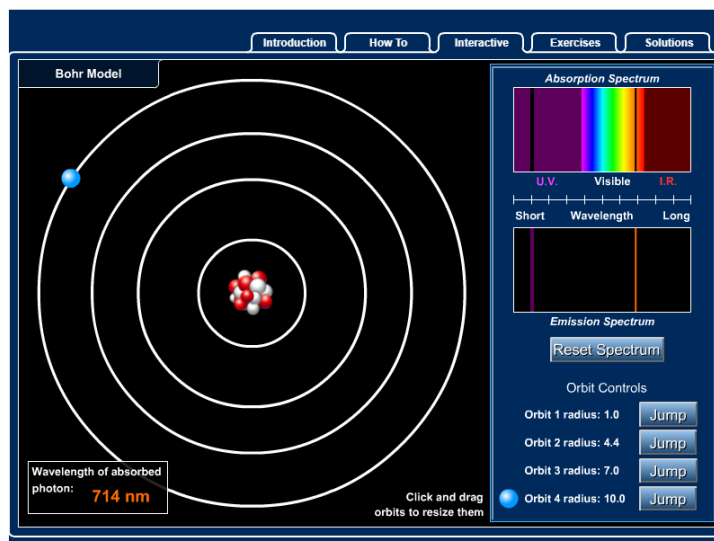 Introduction
How To
Interactive
Exercises
Solutions
Bohr Model
Absorption Spectrum
U.V.
Visible
I.R.
Short
Wavelength
Long
Emission Spectrum
Reset Spectrum
Orbit Controls
Orbit 1 radius: 1.0
Jump
Orbit 2 radius: 4.4
Jump
Orbit 3 radius: 7.0
Jump
Orbit 4 radius: 10.0
Jump
Wavelength of absorbed
photon:
714 nm
Click and drag
orbits to resize them